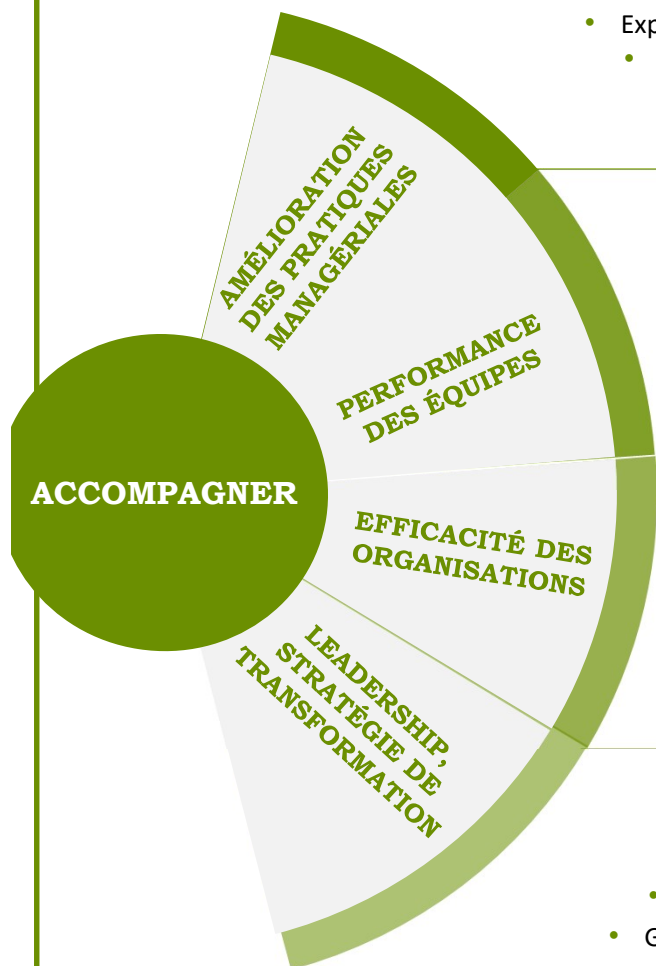 Exp
AMÉLIORATION
DES PRATIQUES
MANAGÉRIALES
PERFORMANCE
DES ÉQUIPES
ACCOMPAGNER
EFFICACITÉ DES
ORGANISATIONS
LEADERSHIP,
STRATÉGIE DE
TRANSFORMATION
G